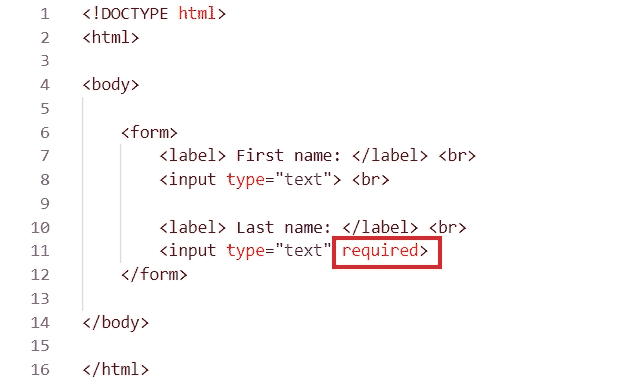 1 <!DOCTYPE html>
2 <html>
3
4 <body>
5
6 <form>
7 <label> First name: </label> <br>
8 <input type="text"> <br>
9
10 <label> Last name: </label> <br>
11 <input type="text" required>
12 </form>
13
14 </body>
15
16 </html>